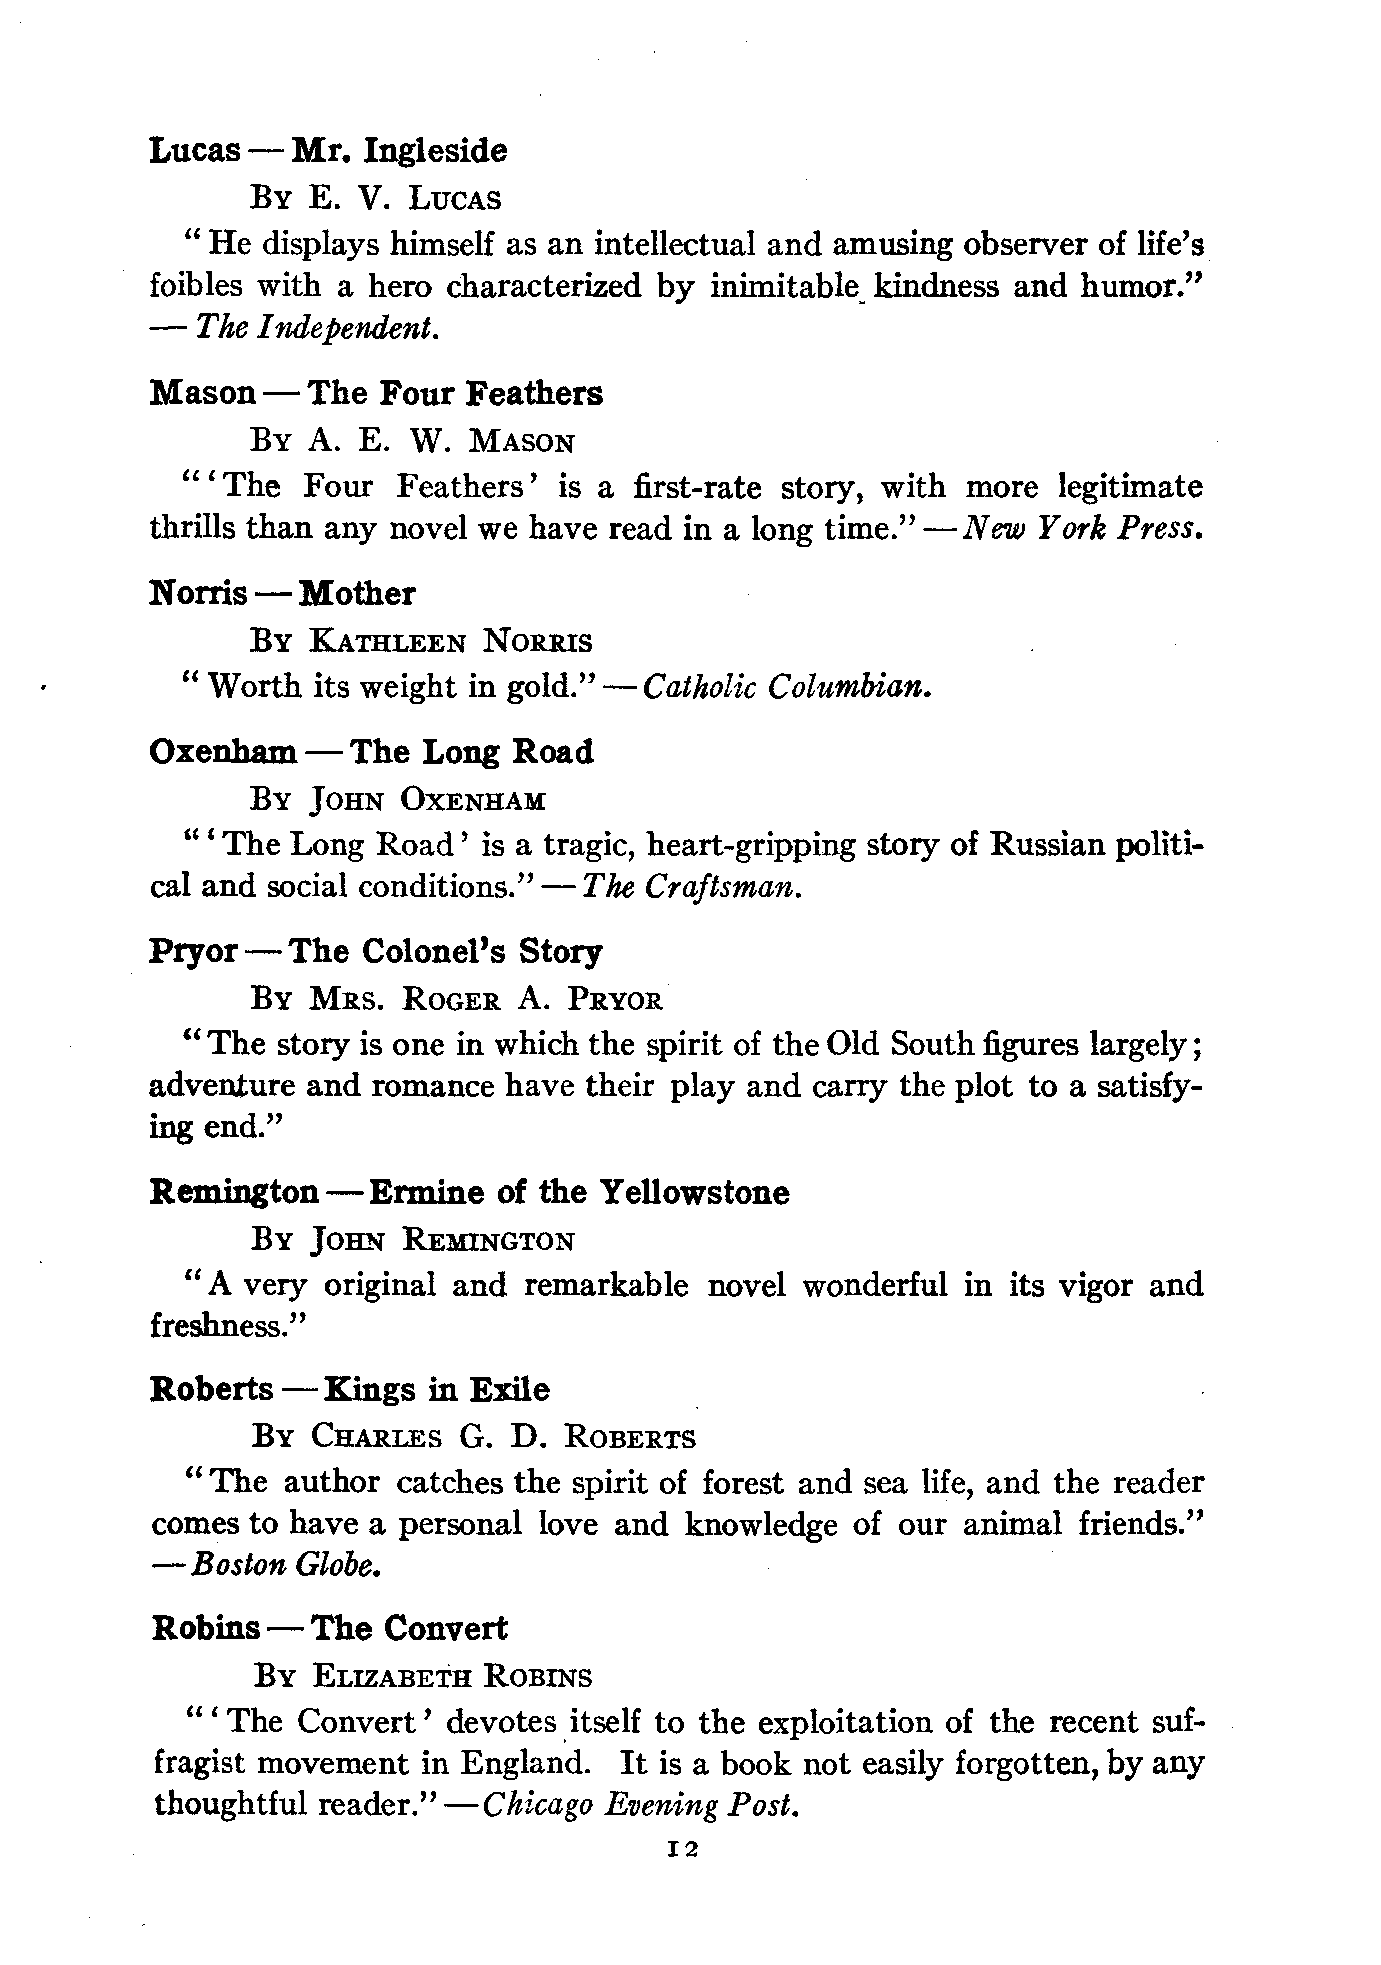 Lucas — Mr. Ingleside
By E. V. Lucas
“He displays himself as an intellectual and amusing observer of life’s
foibles with a hero characterized by inimitable kindness and humor.”
— The Independent.
Mason — The Four Feathers
By A. E. W. Mason
“‘The Four Feathers’ is a first-rate story, with more legitimate
thrills than any novel we have read in a long time.” — New York Press.
Norris — Mother
By Kathleen Norris
“Worth its weight in gold.” — Catholic Columbian.
Oxenham — The Long Road
By John Oxenham
“‘The Long Road’ is a tragic, heart-gripping story of Russian politi-
cal and social conditions.” — The Craftsman.
Pryor — The Colonel’s Story
By Mrs. Roger A. Pryor
“The story is one in which the spirit of the Old South figures largely;
adventure and romance have their play and carry the plot to a satisfy-
ing end.”
Remington — Ermine of the Yellowstone
By John Remington
“A very original and remarkable novel wonderful in its vigor and
freshness.”
Roberts — Kings in Exile
By Charles G. D. Roberts
“The author catches the spirit of forest and sea life, and the reader
comes to have a personal love and knowledge of our animal friends.”
— Boston Globe.
Robins — The Convert
By Elizabeth Robins
“‘The Convert’ devotes itself to the exploitation of the recent suf-
fragist movement in England. It is a book not easily forgotten, by any
thoughtful reader.” — Chicago Evening Post.
12